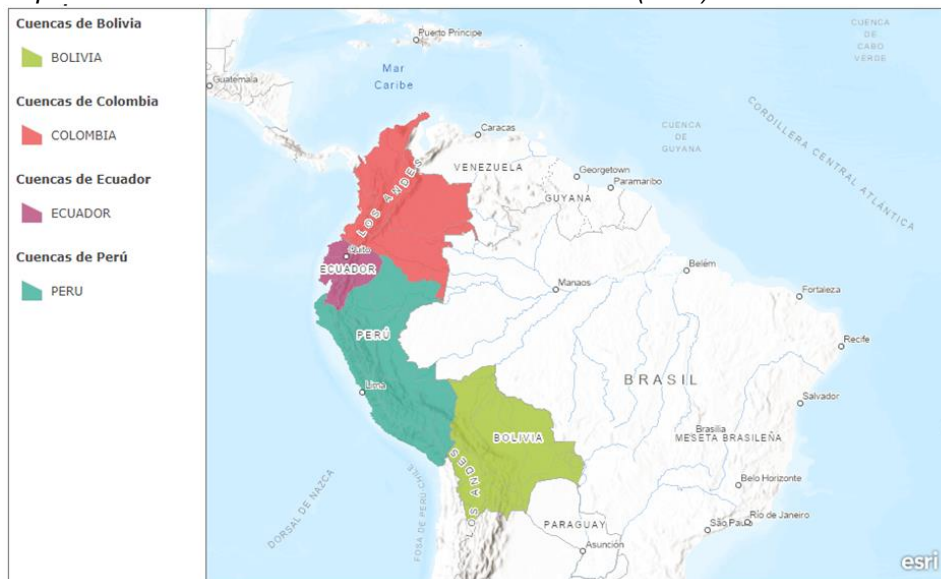 Cuencas de Bolivia
BOLIVIA
Cuencas de Colombia
COLOMBIA
Cuencas de Ecuador
ECUADOR
Cuencas de Perú
PERU
Puerto Príncipe
Mar
Caribe
Guatemala
CUENCA
DE
CABO
VERDE
CORDILLERA CENTRAL ATLÁNTICA
CUENCA
DE
GUYANA
Caracas
VENEZUELA
Georgetown
Paramaribo
GUYANA
LOS ANDES
Quito
ECUADOR
Belém
Manaos
Fortaleza
PERÚ
Recife
BRASIL
Lima
Salvador
Brasilia
MESETA BRASILEÑA
BOLIVIA
LOS ANDES
Belo Horizonte
DORSAL DE NAZCA
FOSA DE PERÚ-CHILE
PARAGUAY
São Paulo
Río de Janeiro
Asunción
esri